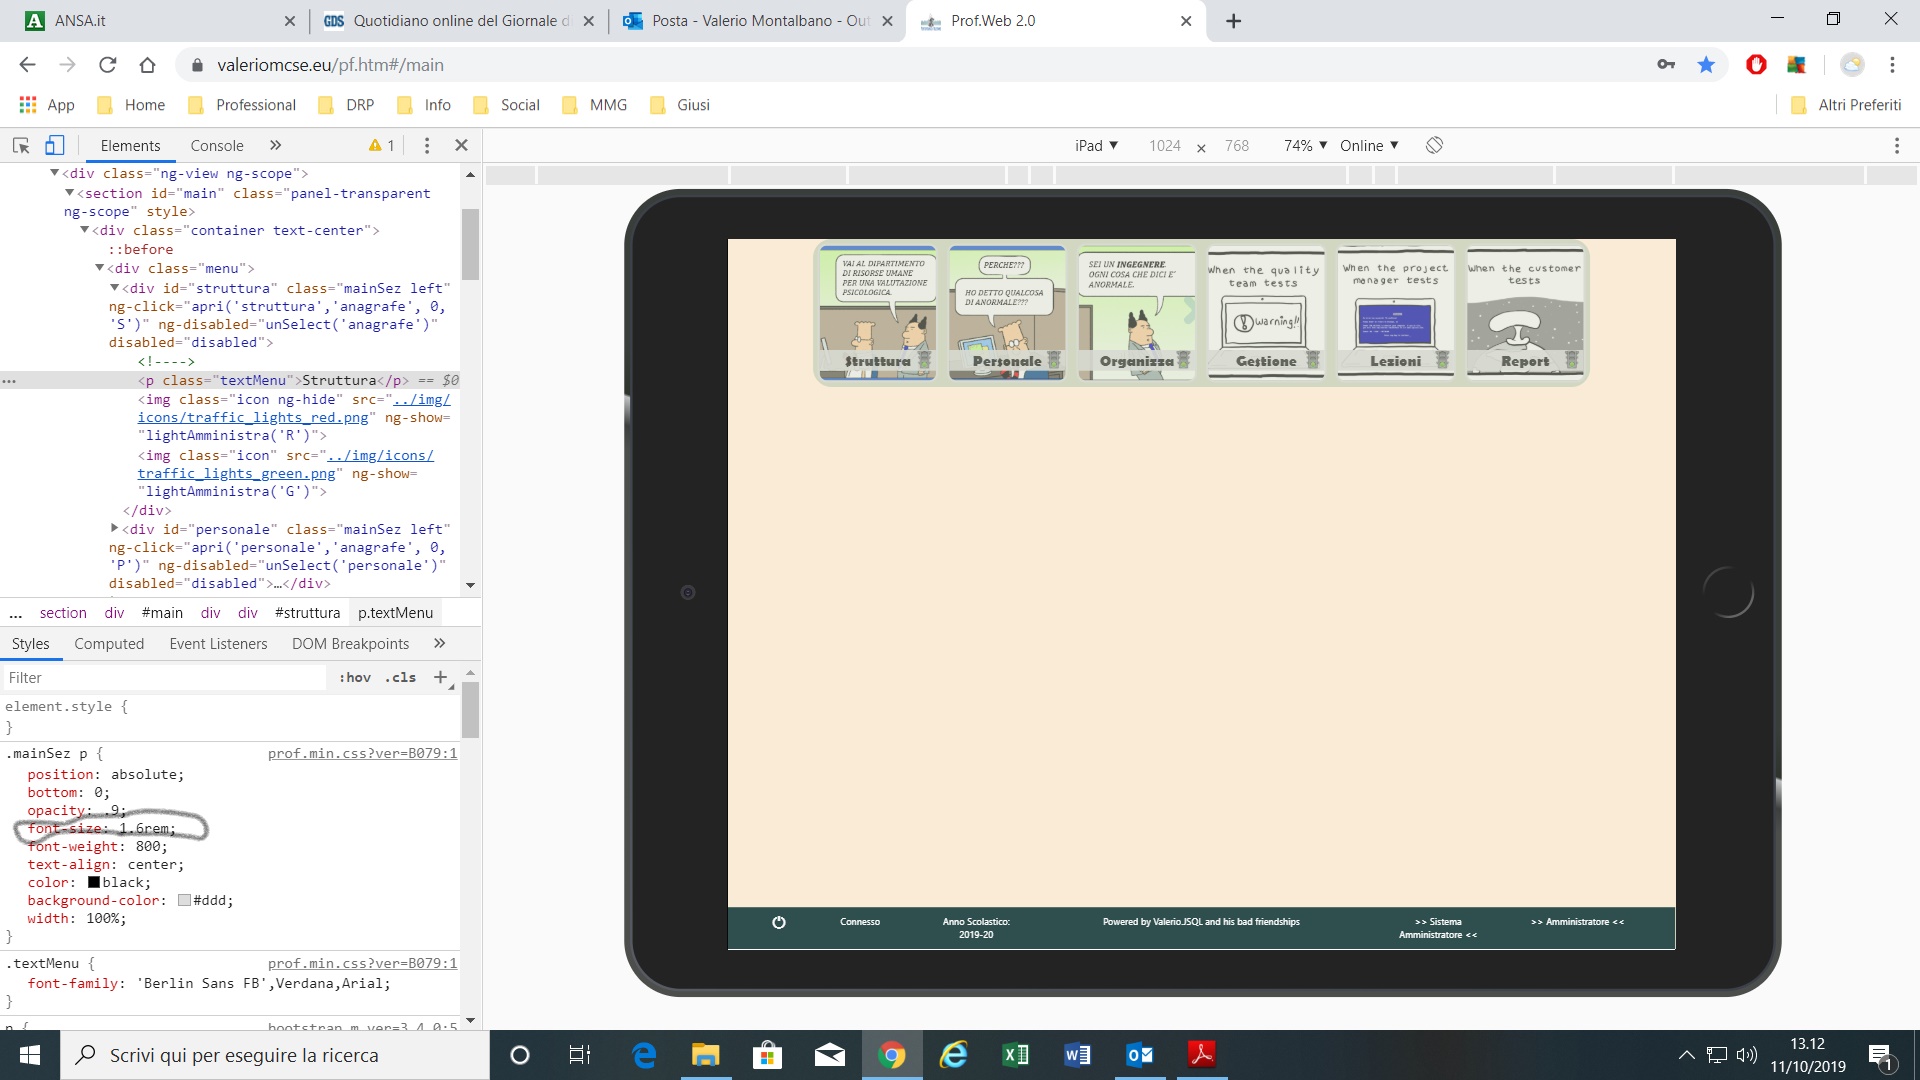 ANSA.it
GDS Quotidiano online del Giornale d
Posta - Valerio Montalbano - Out
Prof.Web 2.0
valeriomcse.eu/pf.htm#/main
App Home Professional DRP Info Social MMG Giusi Altri Preferiti
Elements Console » 1
iPad ▼ 1024 × 768 74% ▼ Online ▼
▼<div class="ng-view ng-scope">
▼<section id="main" class="panel-transparent
ng-scope" style>
▼<div class="container text-center">
::before
▼<div class="menu">
▼<div id="struttura" class="mainSez left"
ng-click="apri('struttura','anagrafe', 0,
'S')" ng-disabled="unSelect('anagrafe')"
disabled="disabled">
<!---->
... <p class="textMenu">Struttura</p> == $0
<img class="icon ng-hide" src="../img/
icons/traffic_lights_red.png" ng-show=
"lightAmministra('R')">
<img class="icon" src="../img/icons/
traffic_lights_green.png" ng-show=
"lightAmministra('G')">
</div>
▶<div id="personale" class="mainSez left"
ng-click="apri('personale','anagrafe', 0,
'P')" ng-disabled="unSelect('personale')"
disabled="disabled">…</div>
... section div #main div div #struttura p.textMenu
Styles Computed Event Listeners DOM Breakpoints »
Filter :hov .cls +
element.style {
}
.mainSez p { prof.min.css?ver=B079:1
position: absolute;
bottom: 0;
opacity: .9;
font-size: 1.6rem;
font-weight: 800;
text-align: center;
color: black;
background-color: #ddd;
width: 100%;
}
.textMenu { prof.min.css?ver=B079:1
font-family: 'Berlin Sans FB',Verdana,Arial;
}
VAI AL DIPARTIMENTO
DI RISORSE UMANE
PER UNA VALUTAZIONE
PSICOLOGICA.
Struttura
PERCHE???
HO DETTO QUALCOSA
DI ANORMALE???
Personale
SEI UN INGEGNERE.
OGNI COSA CHE DICI E'
ANORMALE.
Organizza
When the quality
team tests
Warning!!
Gestione
When the project
manager tests
Lezioni
When the customer
tests
Report
Connesso
Anno Scolastico:
2019-20
Powered by Valerio.JSQL and his bad friendships
>> Sistema
Amministratore <<
>> Amministratore <<
Scrivi qui per eseguire la ricerca
13.12
11/10/2019
1